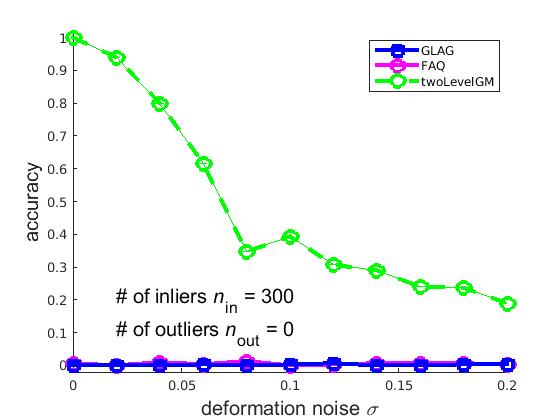 GLAG
FAQ
twoLevelGM
1
0.9
0.8
0.7
0.6
0.5
0.4
0.3
0.2
0.1
0
accuracy
# of inliers n_in = 300
# of outliers n_out = 0
0 0.05 0.1 0.15 0.2
deformation noise σ